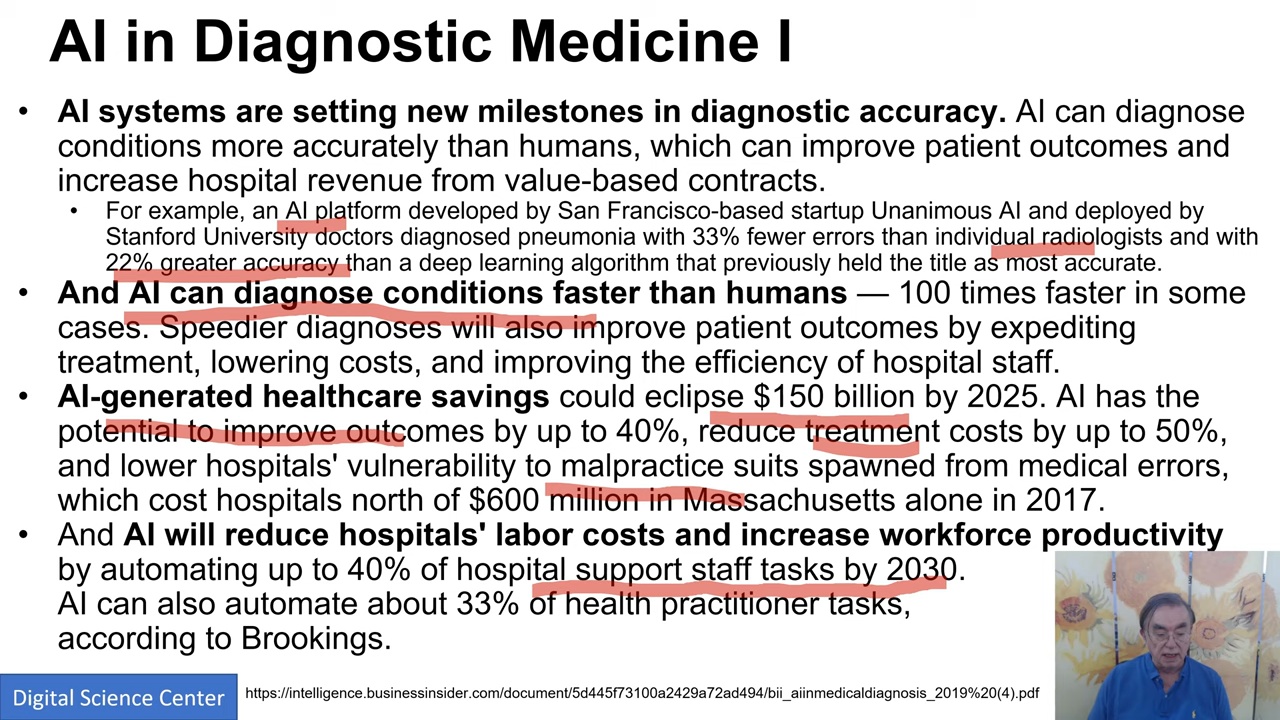 AI in Diagnostic Medicine I
• AI systems are setting new milestones in diagnostic accuracy. AI can diagnose
conditions more accurately than humans, which can improve patient outcomes and
increase hospital revenue from value-based contracts.
• For example, an AI platform developed by San Francisco-based startup Unanimous AI and deployed by
Stanford University doctors diagnosed pneumonia with 33% fewer errors than individual radiologists and with
22% greater accuracy than a deep learning algorithm that previously held the title as most accurate.
• And AI can diagnose conditions faster than humans — 100 times faster in some
cases. Speedier diagnoses will also improve patient outcomes by expediting
treatment, lowering costs, and improving the efficiency of hospital staff.
• AI-generated healthcare savings could eclipse $150 billion by 2025. AI has the
potential to improve outcomes by up to 40%, reduce treatment costs by up to 50%,
and lower hospitals' vulnerability to malpractice suits spawned from medical errors,
which cost hospitals north of $600 million in Massachusetts alone in 2017.
• And AI will reduce hospitals' labor costs and increase workforce productivity
by automating up to 40% of hospital support staff tasks by 2030.
AI can also automate about 33% of health practitioner tasks,
according to Brookings.
Digital Science Center
https://intelligence.businessinsider.com/document/5d445f73100a2429a72ad494/bii_aiinmedicaldiagnosis_2019%20(4).pdf